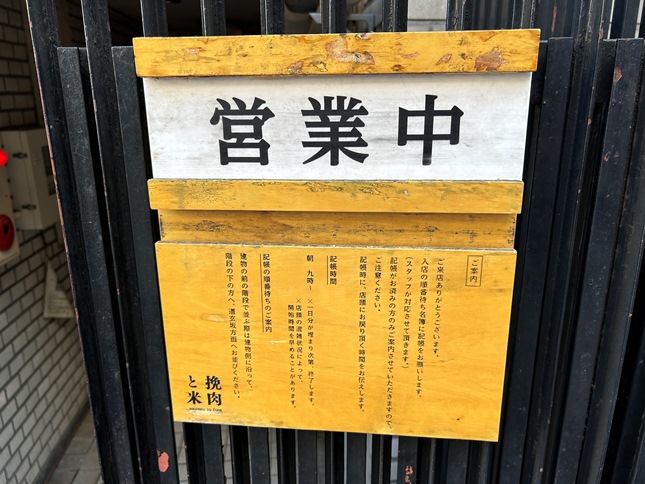 営業中
ご案内
ご来店ありがとうございます。
入店の順番待ち名簿に記帳をお願いします。
(スタッフが対応させて頂きます。)
記帳がお済みの方のみご案内させていただきますので、
ご注意ください。
記帳時に、店頭にお戻り頂く時間をお伝えします。
記帳時間
朝 九時〜
×一日分が埋まり次第、終了します。
×店頭の混雑状況によって、
開始時間を早めることがあります。
記帳の順番待ちのご案内
建物の前の階段で並ぶ際は建物側に沿って、
階段の下の方へ、道玄坂方面へお並びください。
挽肉
と米